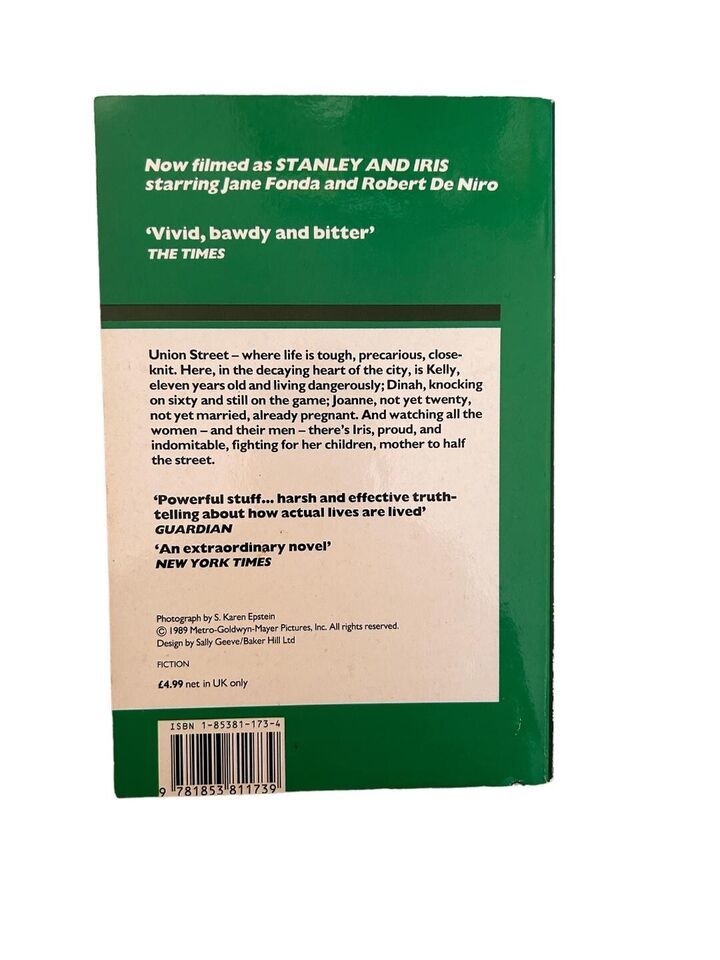 Now filmed as STANLEY AND IRIS
starring Jane Fonda and Robert De Niro
‘Vivid, bawdy and bitter’
THE TIMES
Union Street – where life is tough, precarious, close-
knit. Here, in the decaying heart of the city, is Kelly,
eleven years old and living dangerously; Dinah, knocking
on sixty and still on the game; Joanne, not yet twenty,
not yet married, already pregnant. And watching all the
women – and their men – there’s Iris, proud, and
indomitable, fighting for her children, mother to half
the street.
‘Powerful stuff... harsh and effective truth-
telling about how actual lives are lived’
GUARDIAN
‘An extraordinary novel’
NEW YORK TIMES
Photograph by S. Karen Epstein
© 1989 Metro-Goldwyn-Mayer Pictures, Inc. All rights reserved.
Design by Sally Geeve/Baker Hill Ltd
FICTION
£4.99 net in UK only
ISBN 1-85381-173-4
9 781853 811739